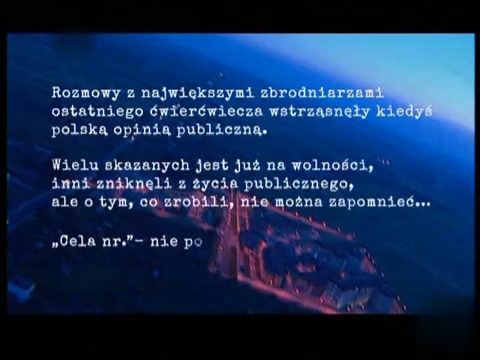 Rozmowy z największymi zbrodniarzami
ostatniego ćwierćwiecza wstrząsnęły kiedyś
polską opinią publiczną.
Wielu skazanych jest już na wolności,
inni zniknęli z życia publicznego,
ale o tym, co zrobili, nie można zapomnieć...
„Cela nr.”- nie po